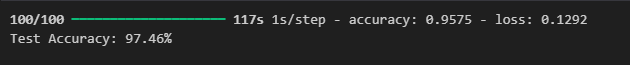 100/100 ━━━━━━━━━━━━━━━━━━━━ 117s 1s/step - accuracy: 0.9575 - loss: 0.1292
Test Accuracy: 97.46%